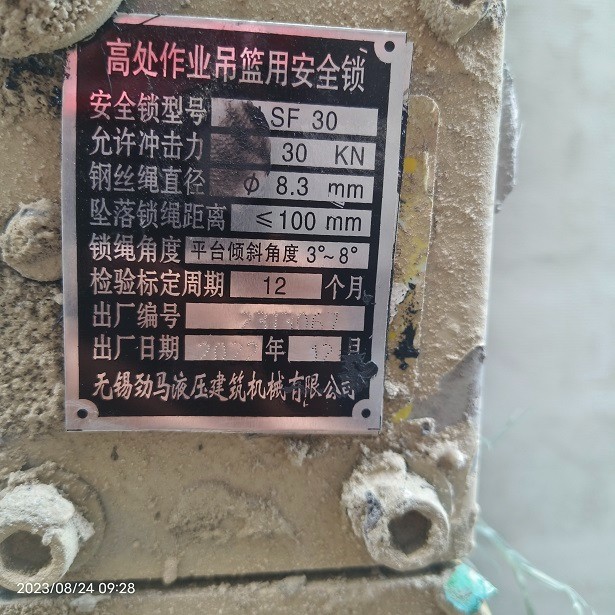 高处作业吊篮用安全锁
安全锁型号 LSF 30
允许冲击力 30 KN
钢丝绳直径 φ 8.3 mm
坠落锁绳距离 ≤100 mm
锁绳角度 平台倾斜角度 3°~8°
检验标定周期 12 个月
出厂编号
出厂日期 年 12 月
无锡劲马液压建筑机械有限公司
2023/08/24 09:28